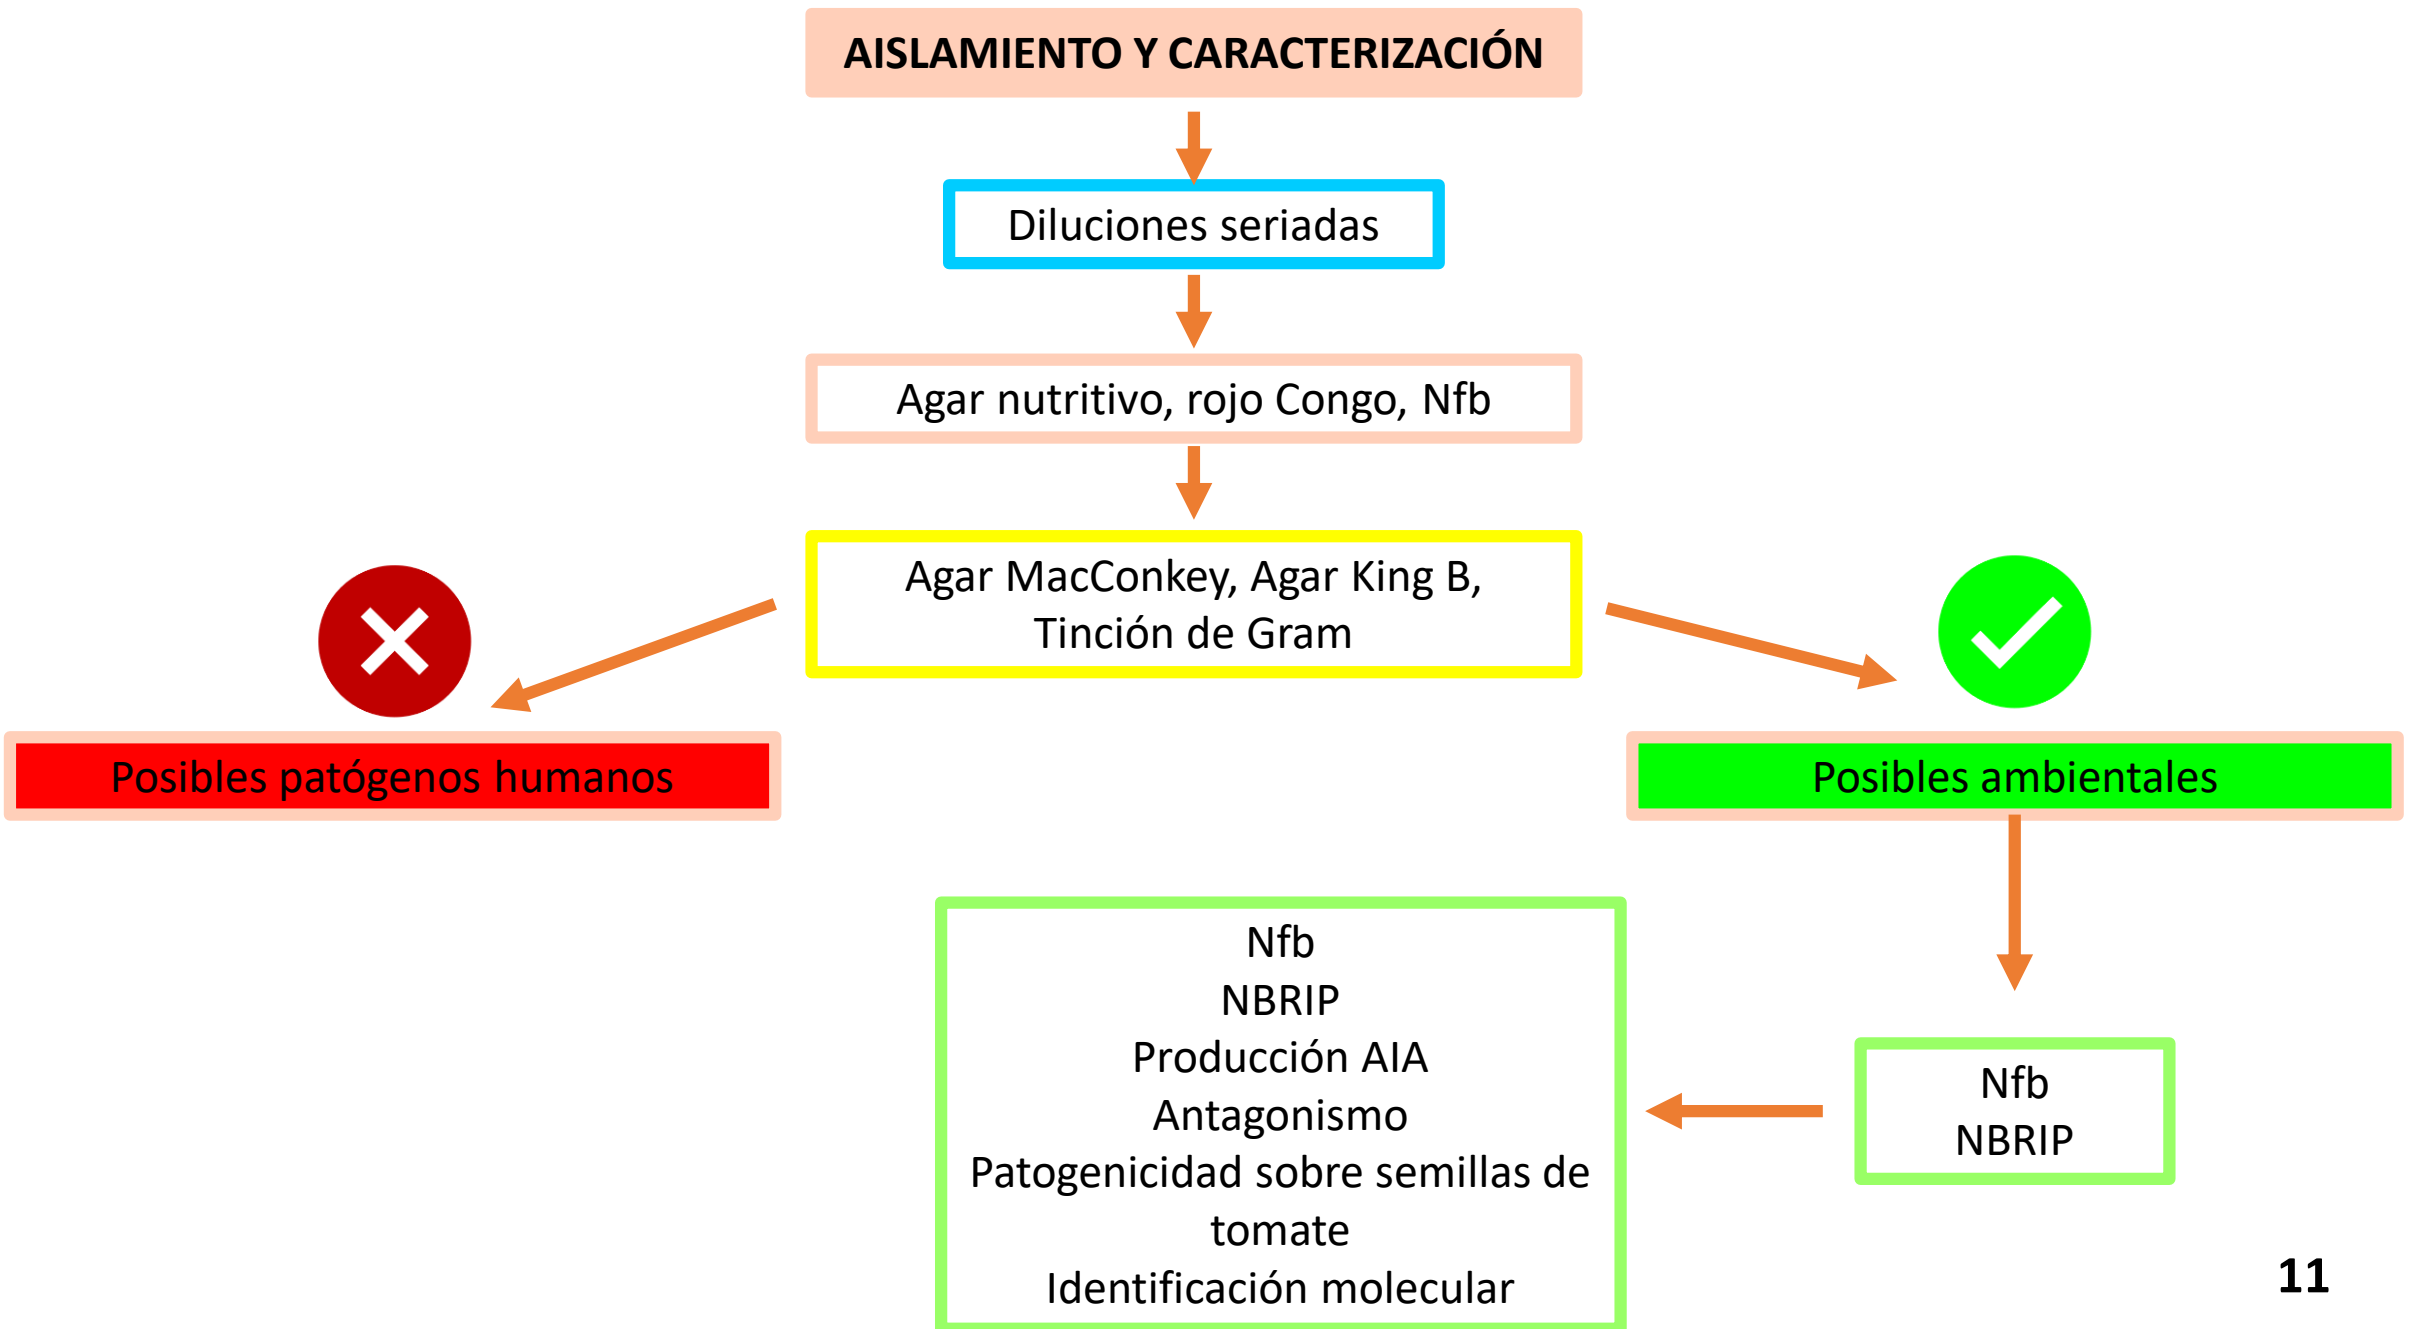 AISLAMIENTO Y CARACTERIZACIÓN
Diluciones seriadas
Agar nutritivo, rojo Congo, Nfb
Agar MacConkey, Agar King B,
Tinción de Gram
Posibles patógenos humanos
Posibles ambientales
Nfb
NBRIP
Nfb
NBRIP
Producción AIA
Antagonismo
Patogenicidad sobre semillas de
tomate
Identificación molecular
11